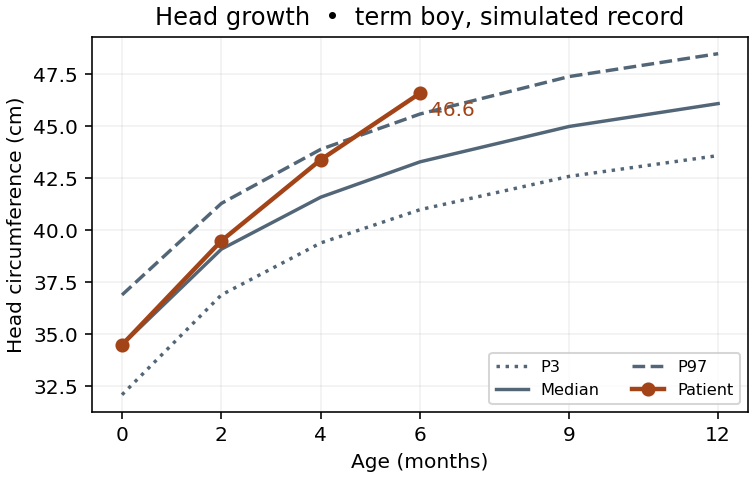 Head growth • term boy, simulated record
Head circumference (cm)
47.5
45.0
42.5
40.0
37.5
35.0
32.5
46.6
P3
Median
P97
Patient
0 2 4 6 9 12
Age (months)